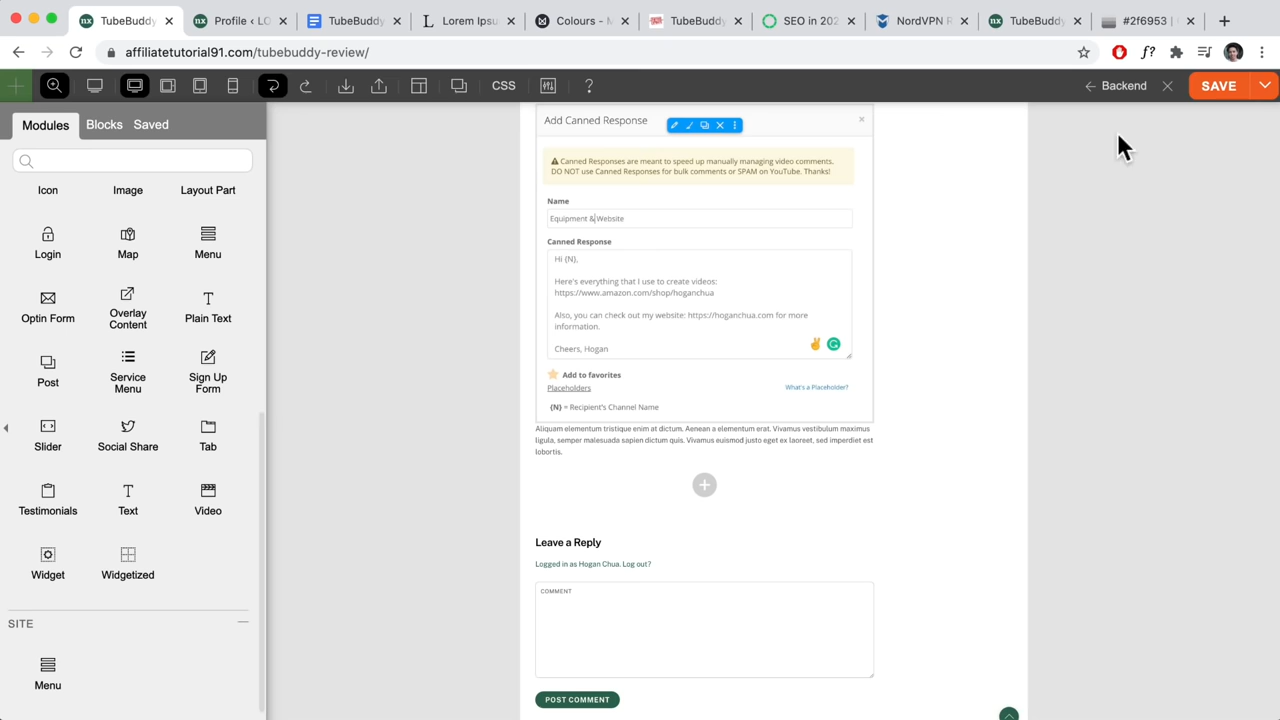 TubeBuddy
Profile ‹ LO
TubeBuddy
Lorem Ipsu
Colours - M
TubeBuddy
SEO in 202
NordVPN R
TubeBuddy
#2f6953 |
affiliatetutorial91.com/tubebuddy-review/
f?
CSS
?
Backend
SAVE
Modules
Blocks
Saved
Icon
Image
Layout Part
Login
Map
Menu
Optin Form
Overlay
Content
Plain Text
Post
Service
Menu
Sign Up
Form
Slider
Social Share
Tab
Testimonials
Text
Video
Widget
Widgetized
SITE
Menu
Add Canned Response
Canned Responses are meant to speed up manually managing video comments.
DO NOT use Canned Responses for bulk comments or SPAM on YouTube. Thanks!
Name
Equipment & Website
Canned Response
Hi {N},
Here's everything that I use to create videos:
https://www.amazon.com/shop/hoganchua
Also, you can check out my website: https://hoganchua.com for more
information.
Cheers, Hogan
Add to favorites
Placeholders
What's a Placeholder?
{N} = Recipient's Channel Name
Aliquam elementum tristique enim at dictum. Aenean a elementum erat. Vivamus vestibulum maximus
ligula, semper malesuada sapien dictum quis. Vivamus euismod justo eget ex laoreet, sed imperdiet est
lobortis.
Leave a Reply
Logged in as Hogan Chua. Log out?
COMMENT
POST COMMENT